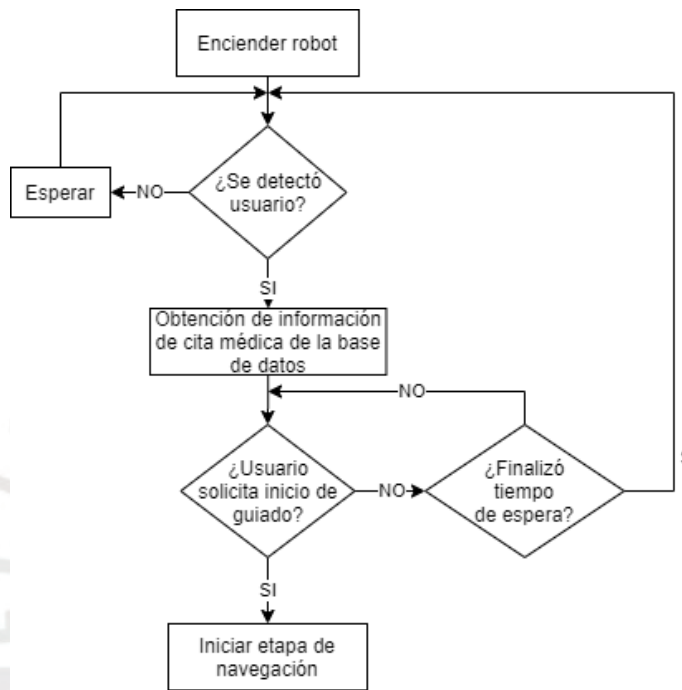 Enciender robot
¿Se detectó
usuario?
NO
Esperar
SI
Obtención de información
de cita médica de la base
de datos
NO
¿Usuario
solicita inicio de
guiado?
NO
¿Finalizó
tiempo
de espera?
SI
Iniciar etapa de
navegación